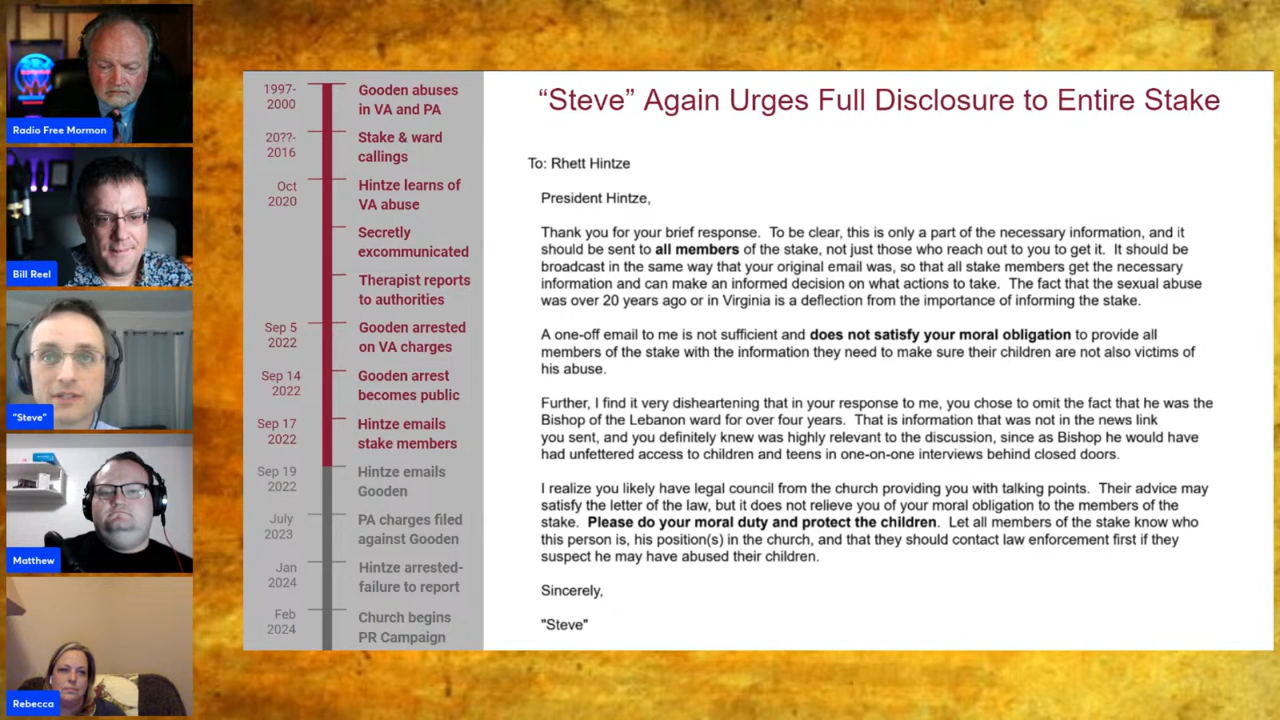 Radio Free Mormon
Bill Reel
"Steve"
Matthew
Rebecca
1997-
2000
Gooden abuses
in VA and PA
20??-
2016
Stake & ward
callings
Oct
2020
Hintze learns of
VA abuse
Secretly
excommunicated
Therapist reports
to authorities
Sep 5
2022
Gooden arrested
on VA charges
Sep 14
2022
Gooden arrest
becomes public
Sep 17
2022
Hintze emails
stake members
Sep 19
2022
Hintze emails
Gooden
July
2023
PA charges filed
against Gooden
Jan
2024
Hintze arrested-
failure to report
Feb
2024
Church begins
PR Campaign
“Steve” Again Urges Full Disclosure to Entire Stake
To: Rhett Hintze
President Hintze,
Thank you for your brief response. To be clear, this is only a part of the necessary information, and it
should be sent to all members of the stake, not just those who reach out to you to get it. It should be
broadcast in the same way that your original email was, so that all stake members get the necessary
information and can make an informed decision on what actions to take. The fact that the sexual abuse
was over 20 years ago or in Virginia is a deflection from the importance of informing the stake.
A one-off email to me is not sufficient and does not satisfy your moral obligation to provide all
members of the stake with the information they need to make sure their children are not also victims of
his abuse.
Further, I find it very disheartening that in your response to me, you chose to omit the fact that he was the
Bishop of the Lebanon ward for over four years. That is information that was not in the news link
you sent, and you definitely knew was highly relevant to the discussion, since as Bishop he would have
had unfettered access to children and teens in one-on-one interviews behind closed doors.
I realize you likely have legal council from the church providing you with talking points. Their advice may
satisfy the letter of the law, but it does not relieve you of your moral obligation to the members of the
stake. Please do your moral duty and protect the children. Let all members of the stake know who
this person is, his position(s) in the church, and that they should contact law enforcement first if they
suspect he may have abused their children.
Sincerely,
"Steve"